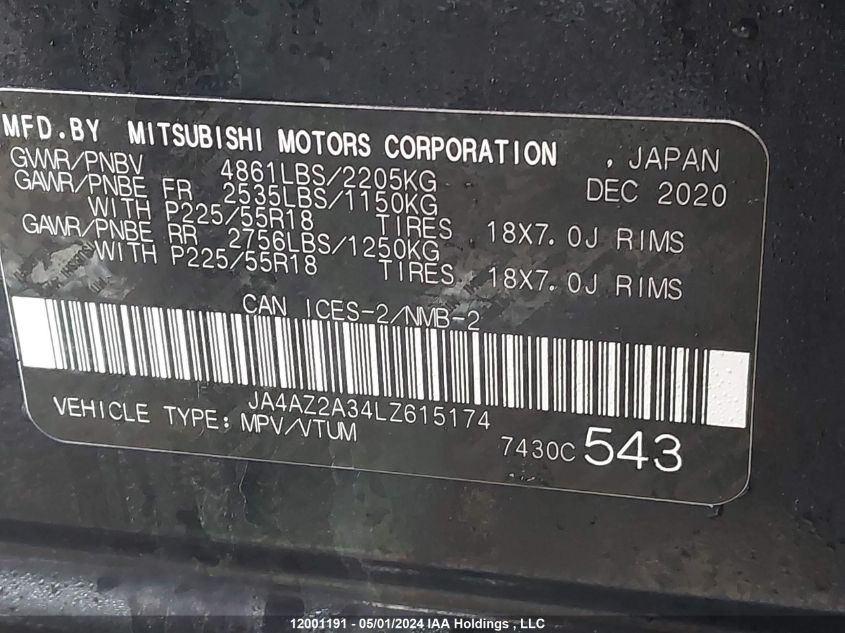 MFD.BY MITSUBISHI MOTORS CORPORATION , JAPAN
GVWR/PNBV 4861LBS/2205KG DEC 2020
GAWR/PNBE FR 2535LBS/1150KG
WITH P225/55R18 TIRES 18X7.0J RIMS
GAWR/PNBE RR 2756LBS/1250KG
WITH P225/55R18 TIRES 18X7.0J RIMS
CAN ICES-2/NMB-2
JA4AZ2A34LZ615174
VEHICLE TYPE: MPV/VTUM
7430C 543
12001191 - 05/01/2024 IAA Holdings , LLC